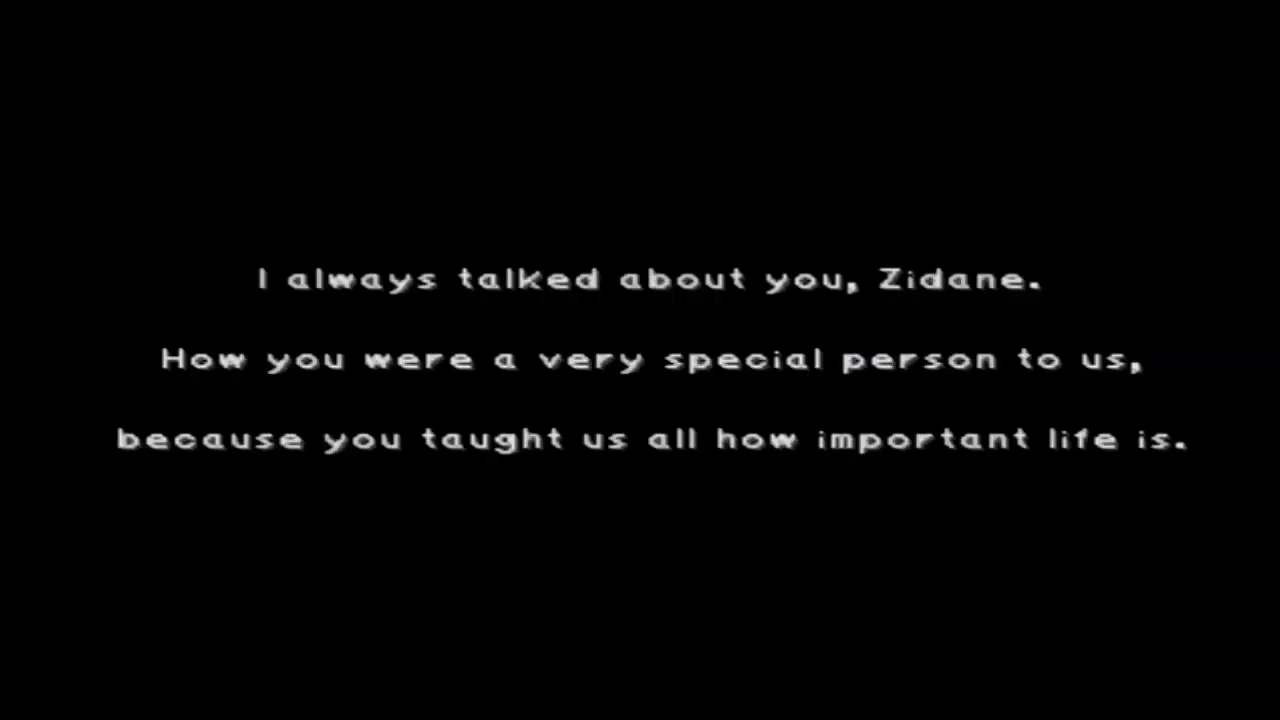 I always talked about you, Zidane.
How you were a very special person to us,
because you taught us all how important life is.